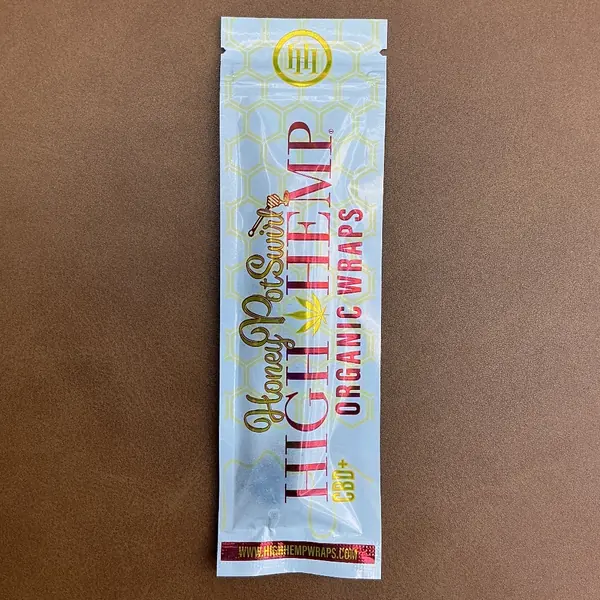 HH
Honey Pot Swirl
HIGH HEMP®
ORGANIC WRAPS
CBD+
WWW.HIGHHEMPWRAPS.COM